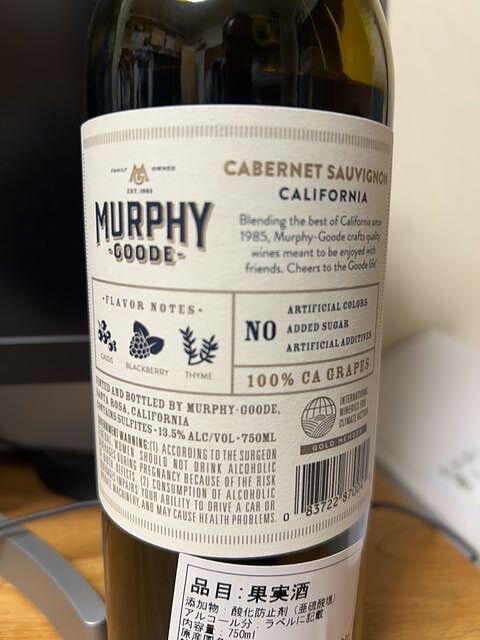 FAMILY OWNED
EST. 1985
MURPHY
-GOODE-
CABERNET SAUVIGNON
CALIFORNIA
Blending the best of California since
1985, Murphy-Goode crafts quality
wines meant to be enjoyed with
friends. Cheers to the Goode life!
·FLAVOR NOTES·
BLACKBERRY
THYME
NO
ARTIFICIAL COLORS
ADDED SUGAR
ARTIFICIAL ADDITIVES
100% CA GRAPES
AND BOTTLED BY MURPHY-GOODE,
SANTA ROSA, CALIFORNIA
SULFITES · 13.5% ALC/VOL · 750ML
WARNING: (1) ACCORDING TO THE SURGEON
WOMEN SHOULD NOT DRINK ALCOHOLIC
DURING PREGNANCY BECAUSE OF THE RISK
DEFECTS. (2) CONSUMPTION OF ALCOHOLIC
IMPAIRS YOUR ABILITY TO DRIVE A CAR OR
MACHINERY, AND MAY CAUSE HEALTH PROBLEMS.
INTERNATIONAL
WINERIES FOR
CLIMATE ACTION
GOLD MEMBER
0 83722 8700
品目:果実酒
添加物:酸化防止剤(亜硫酸塩)
アルコール分:ラベルに記載
内容量:750ml